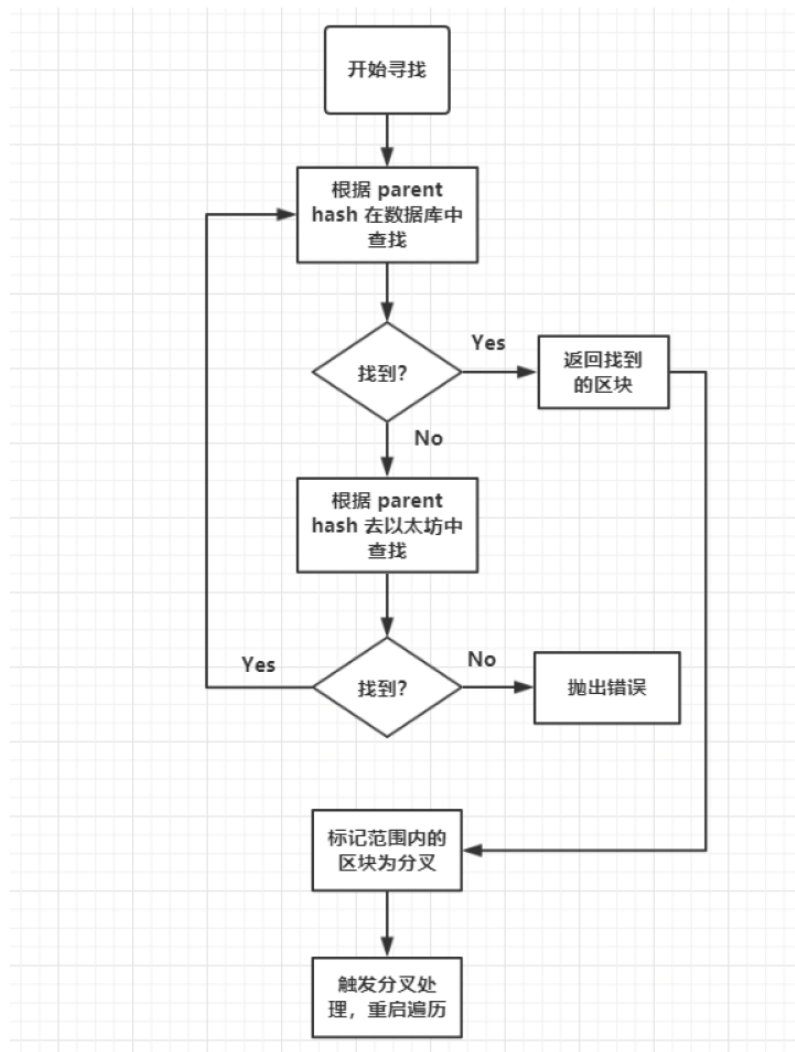 开始寻找
根据 parent
hash 在数据库中
查找
Yes
找到?
返回找到
的区块
No
根据 parent
hash 去以太坊中
查找
Yes
找到?
No
抛出错误
标记范围内的
区块为分叉
触发分叉处
理，重启遍历